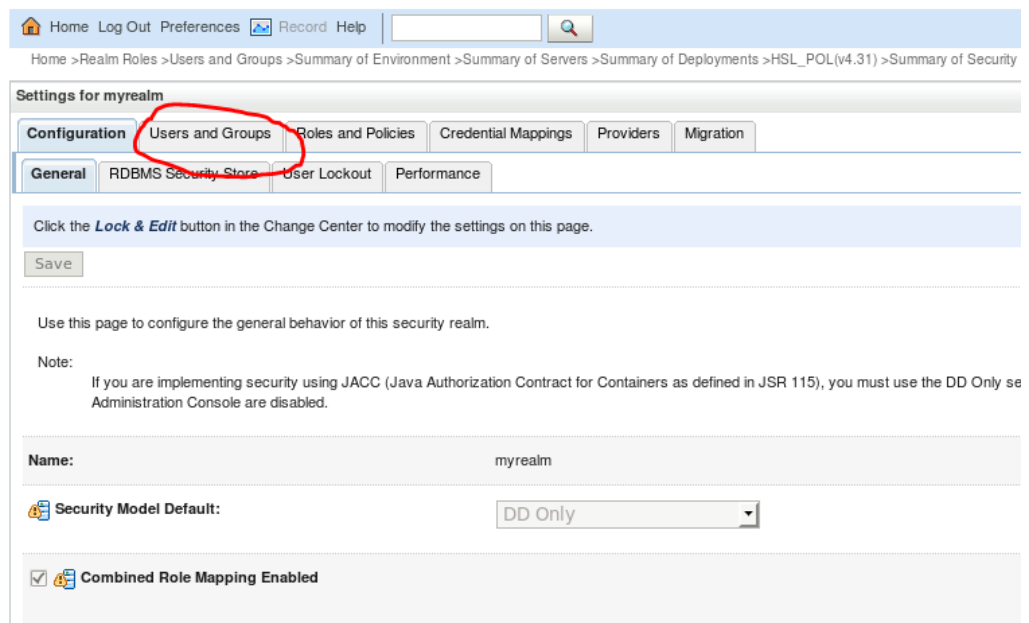 Home Log Out Preferences Record Help
Home >Realm Roles >Users and Groups >Summary of Environment >Summary of Servers >Summary of Deployments >HSL_POL(v4.31) >Summary of Security
Settings for myrealm
Configuration Users and Groups Roles and Policies Credential Mappings Providers Migration
General RDBMS Security Store User Lockout Performance
Click the Lock & Edit button in the Change Center to modify the settings on this page.
Save
Use this page to configure the general behavior of this security realm.
Note:
If you are implementing security using JACC (Java Authorization Contract for Containers as defined in JSR 115), you must use the DD Only se
Administration Console are disabled.
Name: myrealm
Security Model Default: DD Only
Combined Role Mapping Enabled